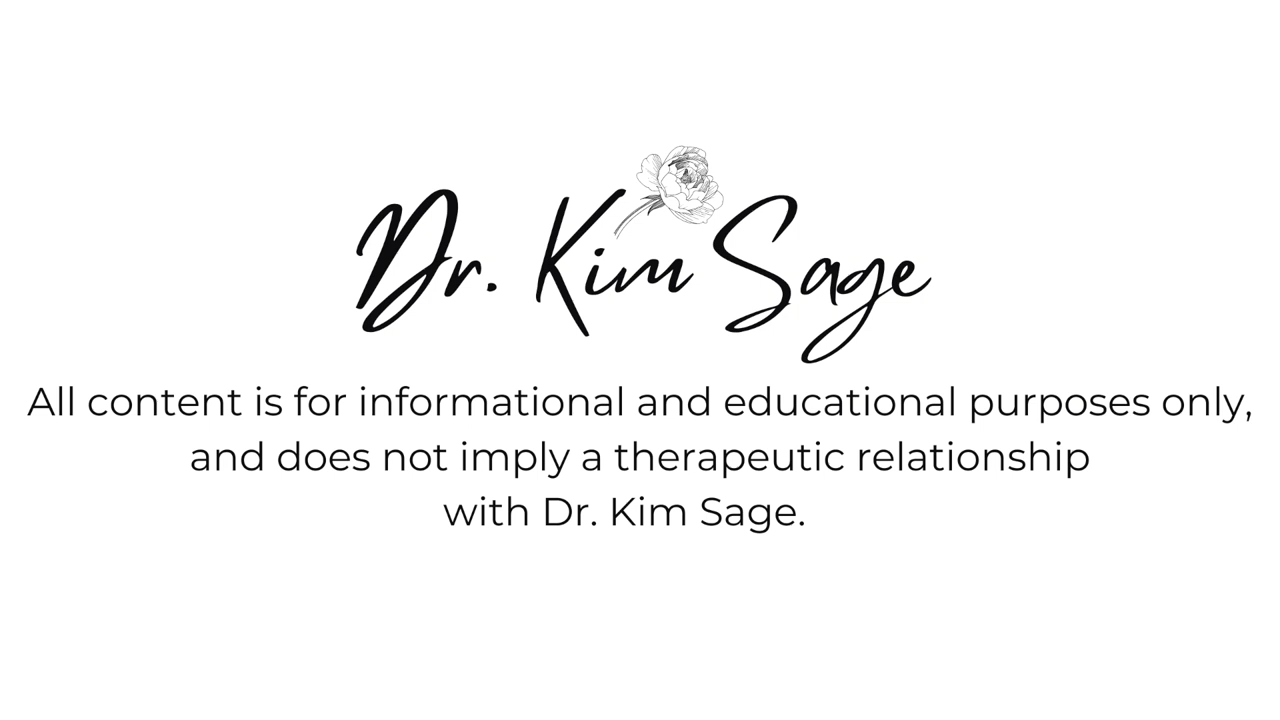 Dr. Kim Sage
All content is for informational and educational purposes only,
and does not imply a therapeutic relationship
with Dr. Kim Sage.